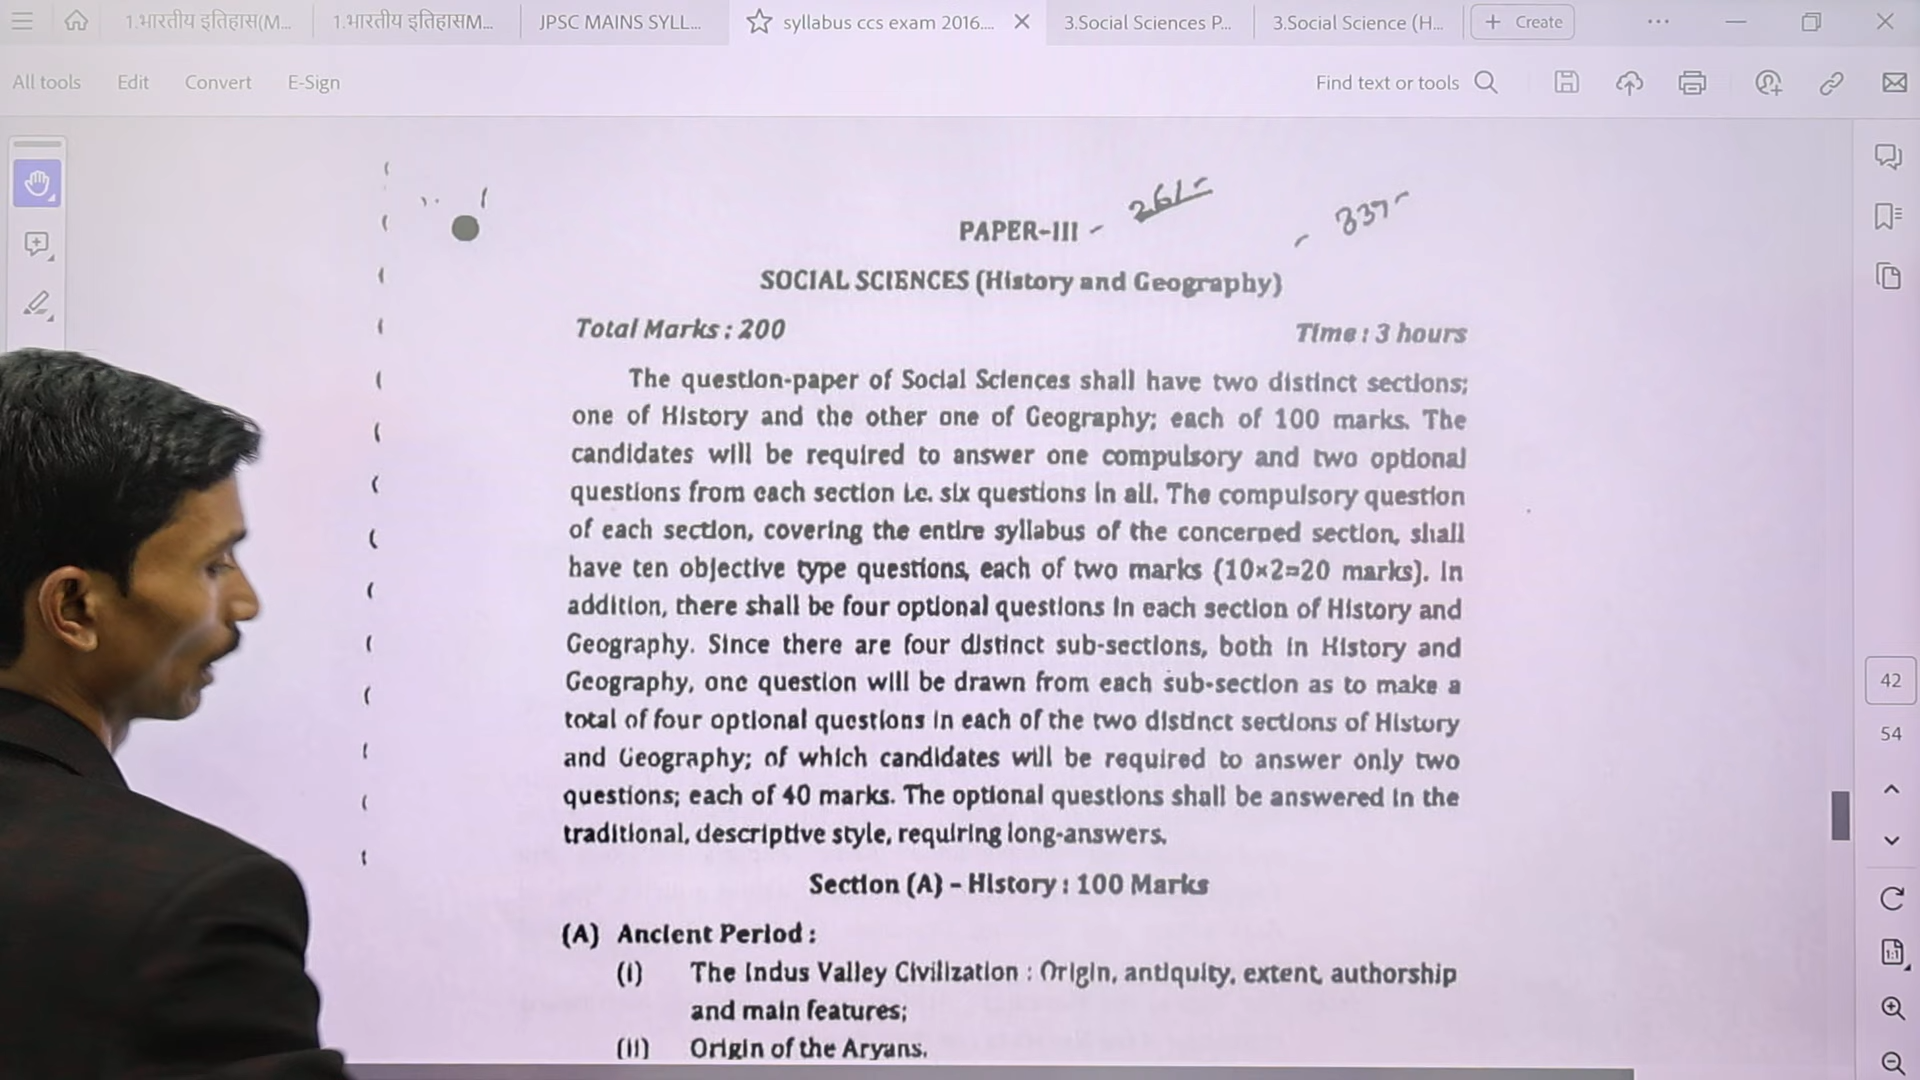 1.भारतीय इतिहास(M...
1.भारतीय इतिहासM...
JPSC MAINS SYLL...
syllabus ccs exam 2016....
3.Social Sciences P...
3.Social Science (H...
+ Create
All tools
Edit
Convert
E-Sign
Find text or tools
261
337
PAPER-III -
SOCIAL SCIENCES (History and Geography)
Total Marks : 200
Time : 3 hours
The question-paper of Social Sciences shall have two distinct sections;
one of History and the other one of Geography; each of 100 marks. The
candidates will be required to answer one compulsory and two optional
questions from each section i.e. six questions in all. The compulsory question
of each section, covering the entire syllabus of the concerned section, shall
have ten objective type questions, each of two marks (10×2=20 marks). In
addition, there shall be four optional questions in each section of History and
Geography. Since there are four distinct sub-sections, both in History and
Geography, one question will be drawn from each sub-section as to make a
total of four optional questions in each of the two distinct sections of History
and Geography; of which candidates will be required to answer only two
questions; each of 40 marks. The optional questions shall be answered in the
traditional, descriptive style, requiring long-answers.
Section (A) – History : 100 Marks
(A) Ancient Period :
(i) The Indus Valley Civilization : Origin, antiquity, extent, authorship
and main features;
(ii) Origin of the Aryans.
42
54
1:1